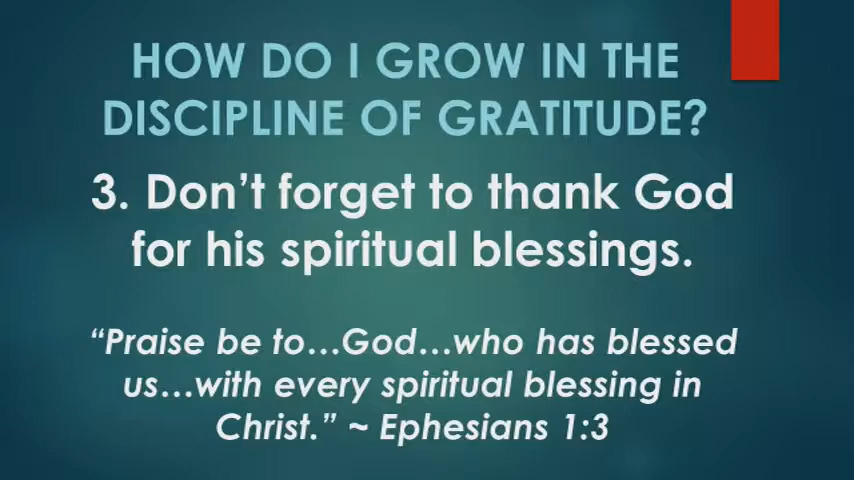 HOW DO I GROW IN THE
DISCIPLINE OF GRATITUDE?
3. Don’t forget to thank God
for his spiritual blessings.
“Praise be to…God…who has blessed
us…with every spiritual blessing in
Christ.” ~ Ephesians 1:3